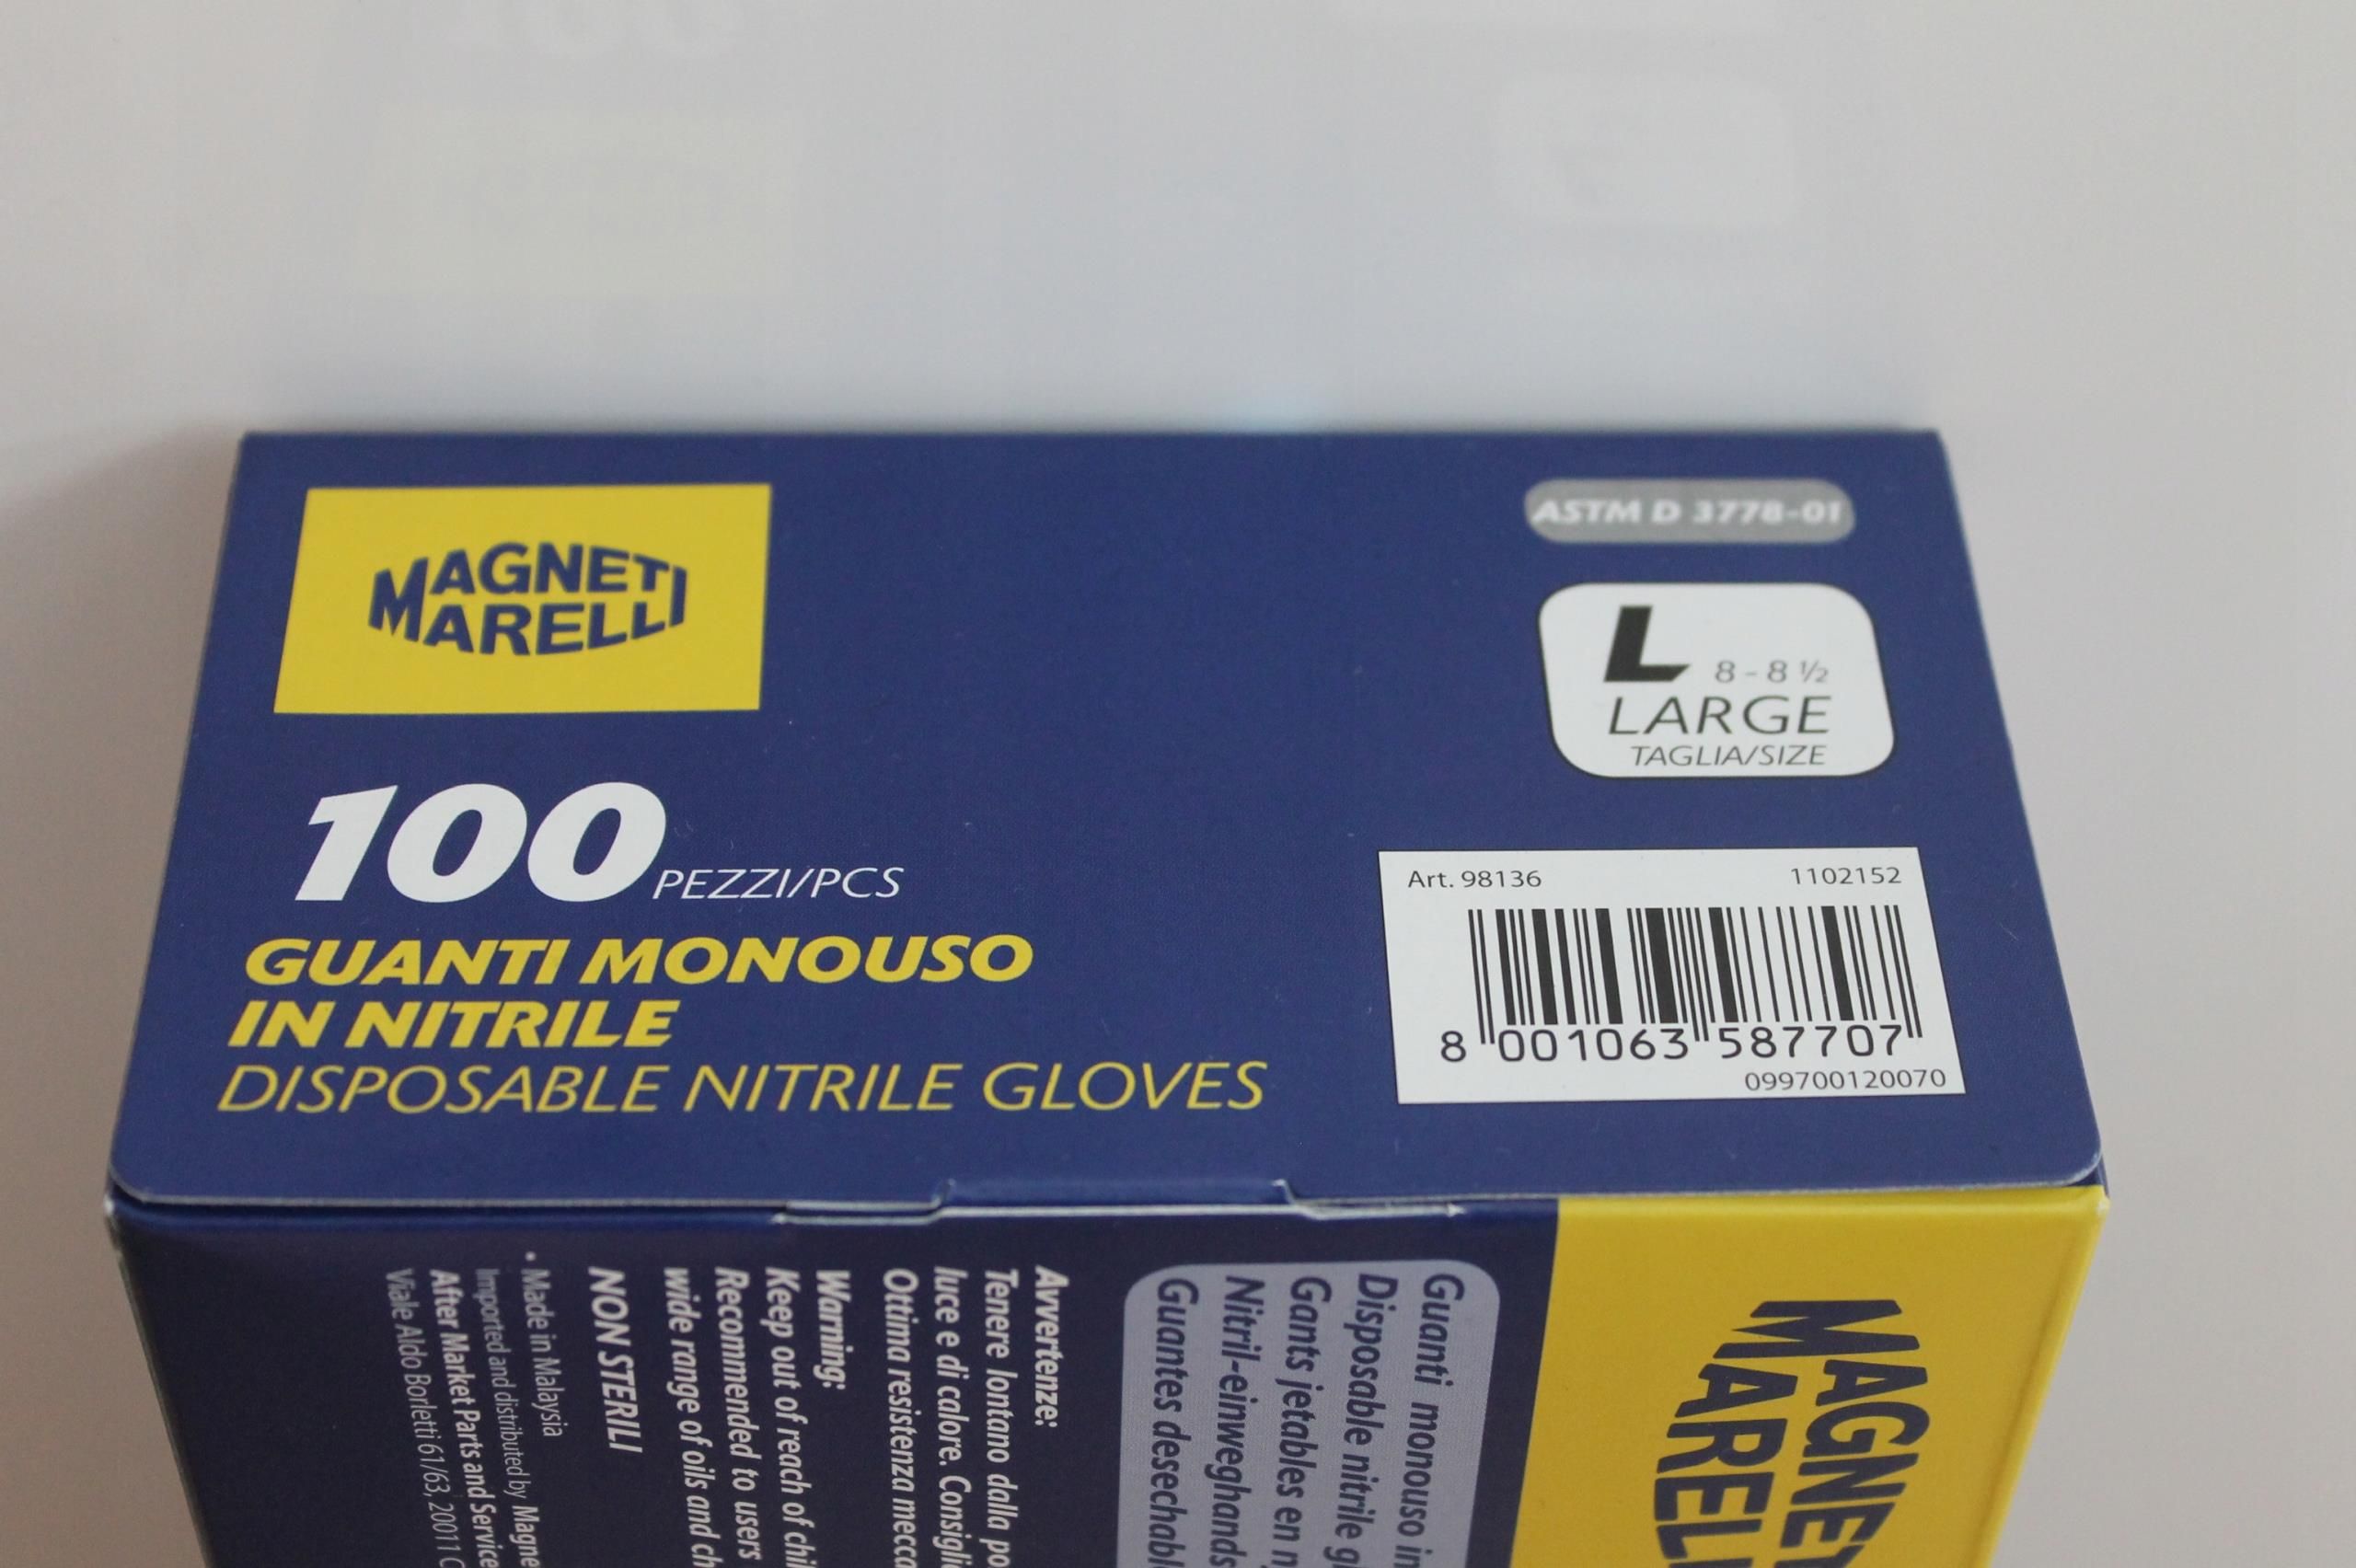 MAGNETI
MARELLI
100 PEZZI/PCS
GUANTI MONOUSO
IN NITRILE
DISPOSABLE NITRILE GLOVES
ASTM D 3778-01
L 8-8 ½
LARGE
TAGLIA/SIZE
Art. 98136 1102152
8 001063 587707
099700120070
Guanti monouso
Disposable nitrile
Gants jetables en
Nitril-einweghands
Guantes desechabl
Avvertenze:
Tenere lontano dalla
luce e di calore.
Ottima resistenza
Warning:
Keep out of reach of
Recommended to users
wide range of oils and
NON STERILI
• Made in Malaysia
Imported and distributed by Magne
After Market Parts and Service
Viale Aldo Borletti 61/63, 20011
MAGNET
MARELL